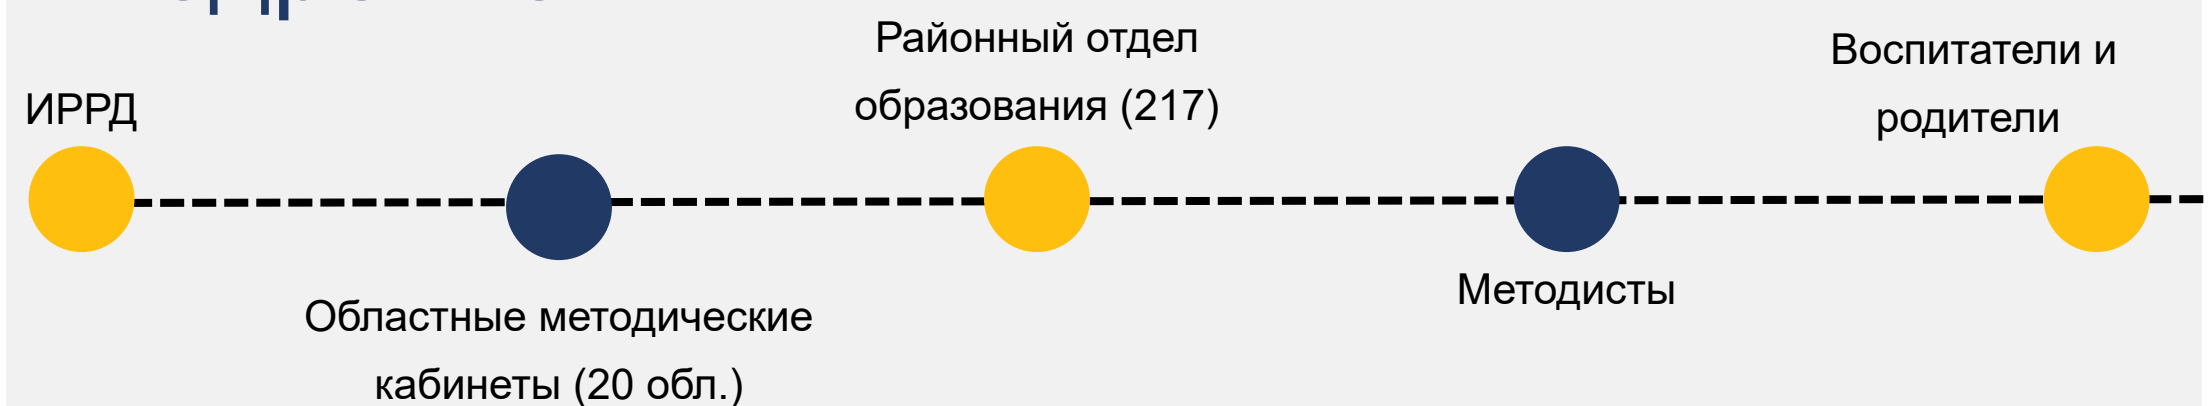 ИРРД
Областные методические
кабинеты (20 обл.)
Районный отдел
образования (217)
Методисты
Воспитатели и
родители